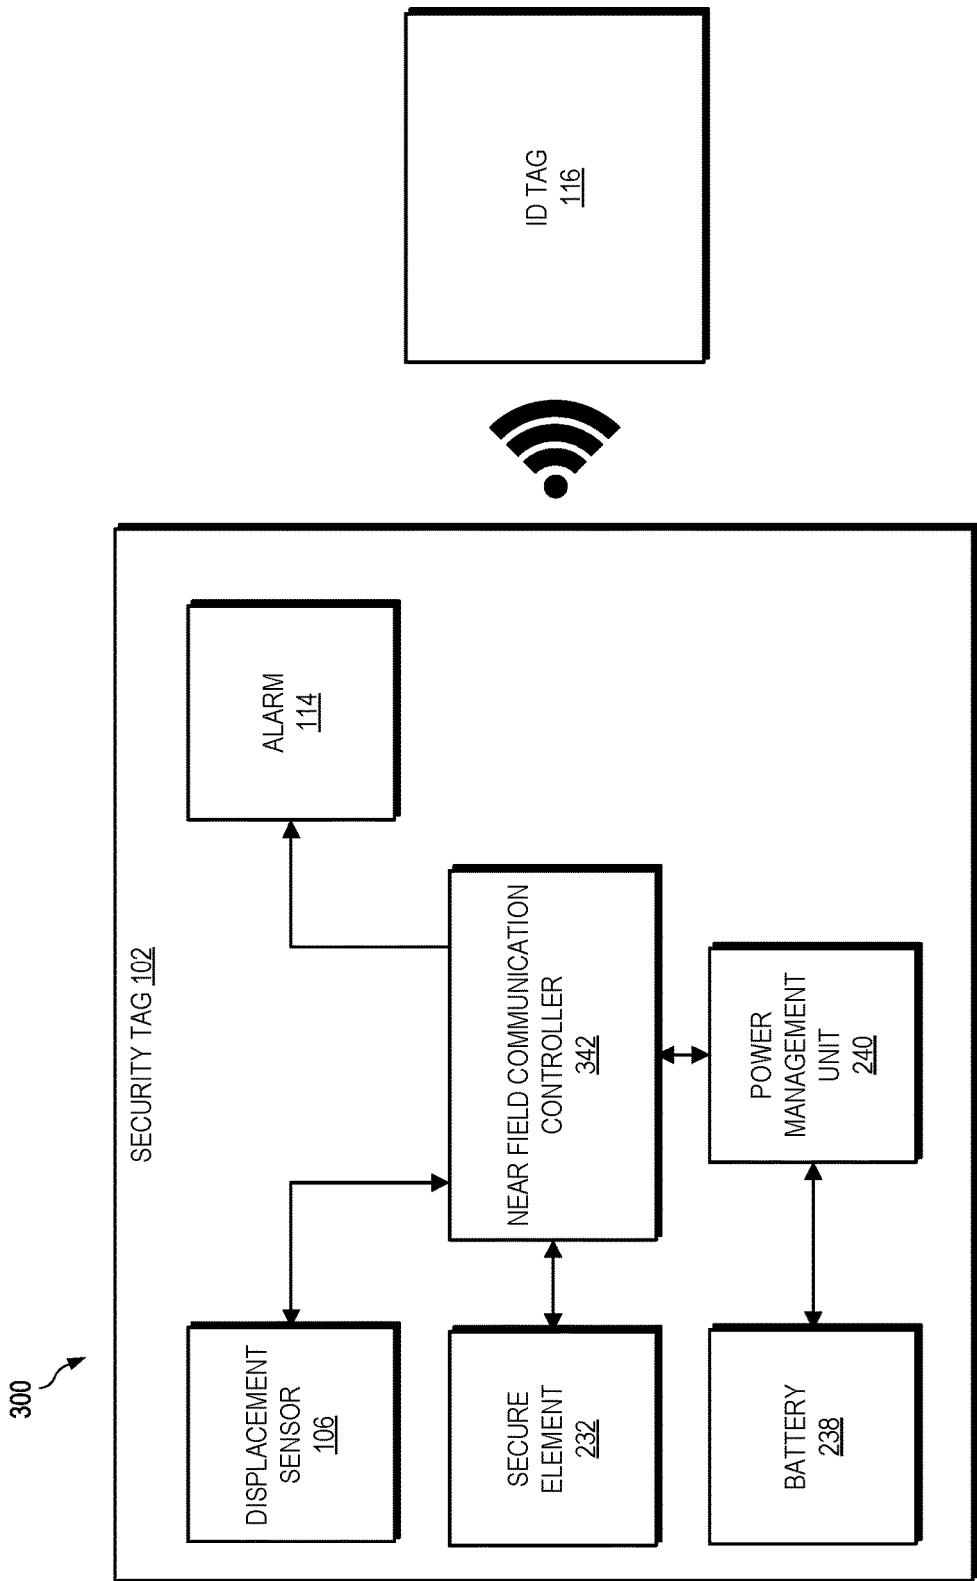 300
SECURITY TAG 102
DISPLACEMENT
SENSOR
106
ALARM
114
SECURE
ELEMENT
232
NEAR FIELD COMMUNICATION
CONTROLLER
342
ID TAG
116
BATTERY
238
POWER
MANAGEMENT
UNIT
240